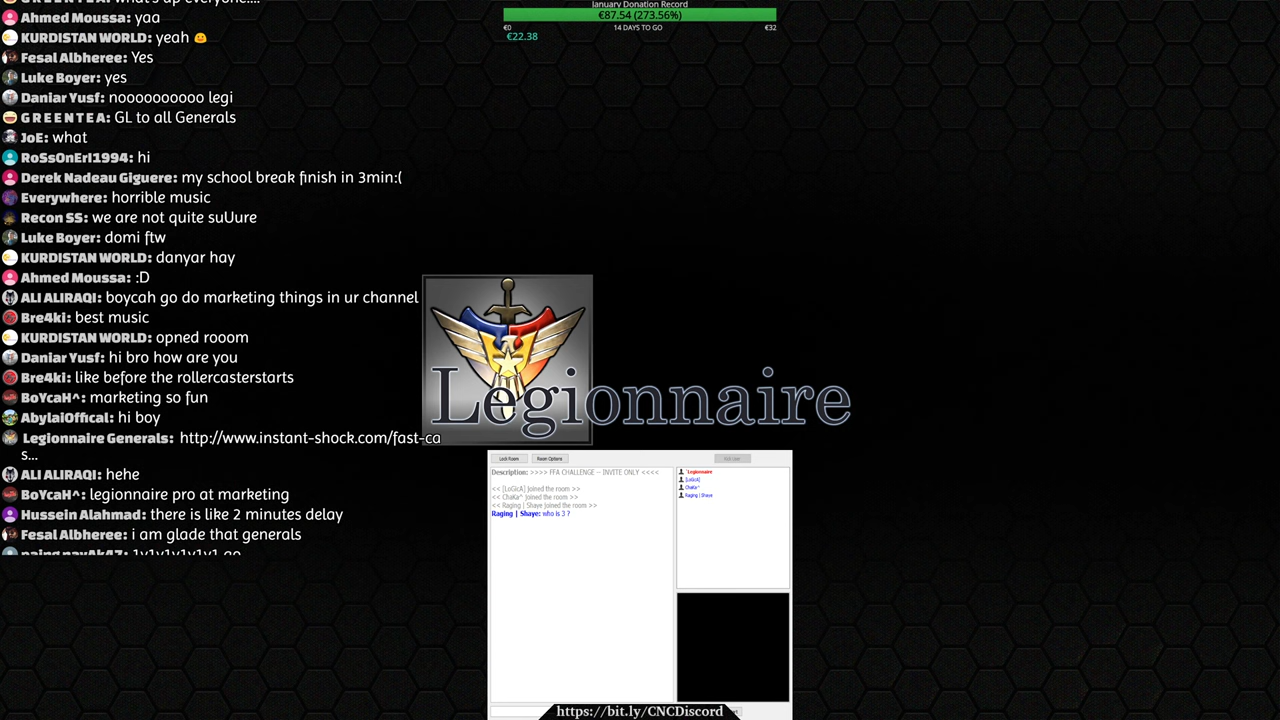 what's up everyone....
Ahmed Moussa: yaa
KURDISTAN WORLD: yeah
Fesal Albheree: Yes
Luke Boyer: yes
Daniar Yusf: noooooooooo legi
G R E E N T E A: GL to all Generals
JoE: what
RoSsOnErI1994: hi
Derek Nadeau Giguere: my school break finish in 3min:(
Everywhere: horrible music
Recon SS: we are not quite suUure
Luke Boyer: domi ftw
KURDISTAN WORLD: danyar hay
Ahmed Moussa: :D
ALI ALIRAQI: boycah go do marketing things in ur channel
Bre4ki: best music
KURDISTAN WORLD: opned rooom
Daniar Yusf: hi bro how are you
Bre4ki: like before the rollercasterstarts
BoYcaH^: marketing so fun
AbylaiOffical: hi boy
Legionnaire Generals: http://www.instant-shock.com/fast-ca
s...
ALI ALIRAQI: hehe
BoYcaH^: legionnaire pro at marketing
Hussein Alahmad: there is like 2 minutes delay
Fesal Albheree: i am glade that generals
January Donation Record
€87.54 (273.56%)
€0 14 DAYS TO GO €32
€22.38
Legionnaire
Lock Room Room Options
Description: >>>> FFA CHALLENGE -- INVITE ONLY <<<<
<< [LoGicA] joined the room >>
<< ChaKa^ joined the room >>
<< Raging | Shaye joined the room >>
Raging | Shaye: who is 3 ?
^Legionnaire
[LoGicA]
ChaKa^
Raging | Shaye
https://bit.ly/CNCDiscord